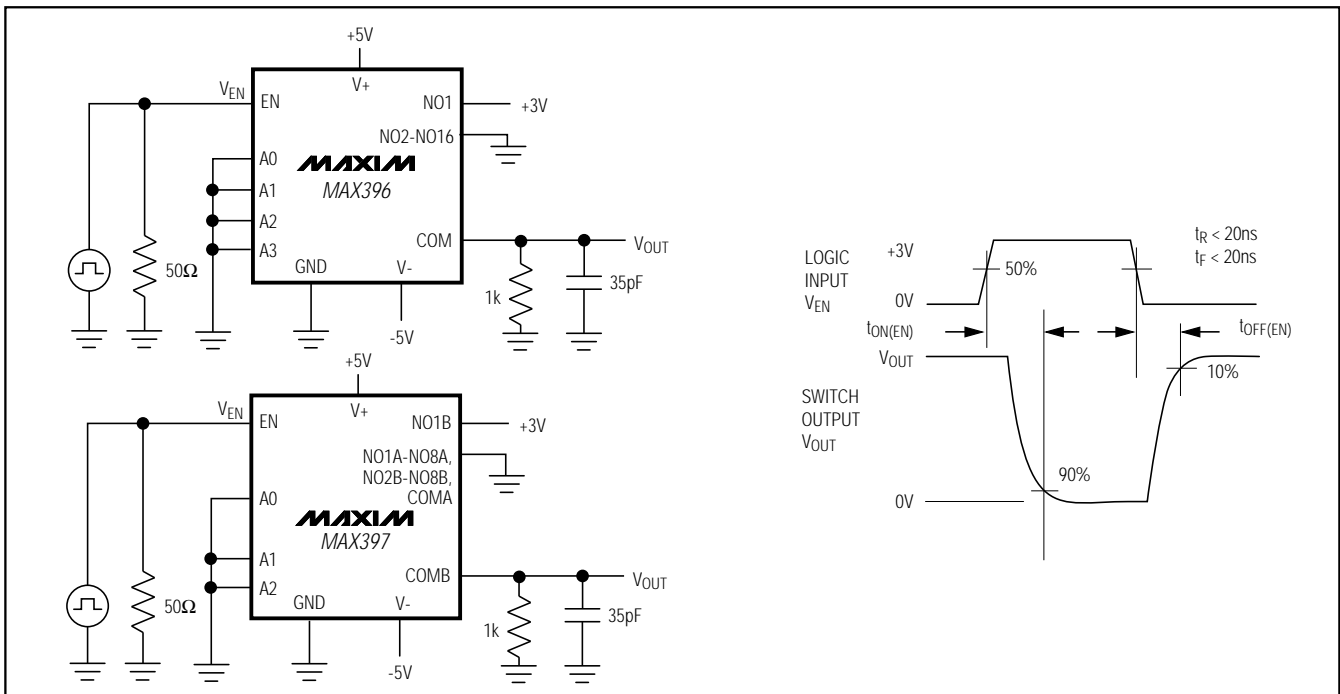 +5V
V+
VEN
EN
NO1
+3V
NO2-NO16
A0
A1
A2
A3
MAXIM
MAX396
COM
VOUT
GND
V-
50Ω
1k
35pF
-5V
+5V
V+
VEN
EN
NO1B
+3V
NO1A-NO8A,
NO2B-NO8B,
COMA
A0
A1
A2
MAXIM
MAX397
COMB
VOUT
GND
V-
50Ω
1k
35pF
-5V
LOGIC
INPUT
VEN
+3V
0V
50%
tR < 20ns
tF < 20ns
tON(EN)
tOFF(EN)
VOUT
SWITCH
OUTPUT
VOUT
10%
90%
0V